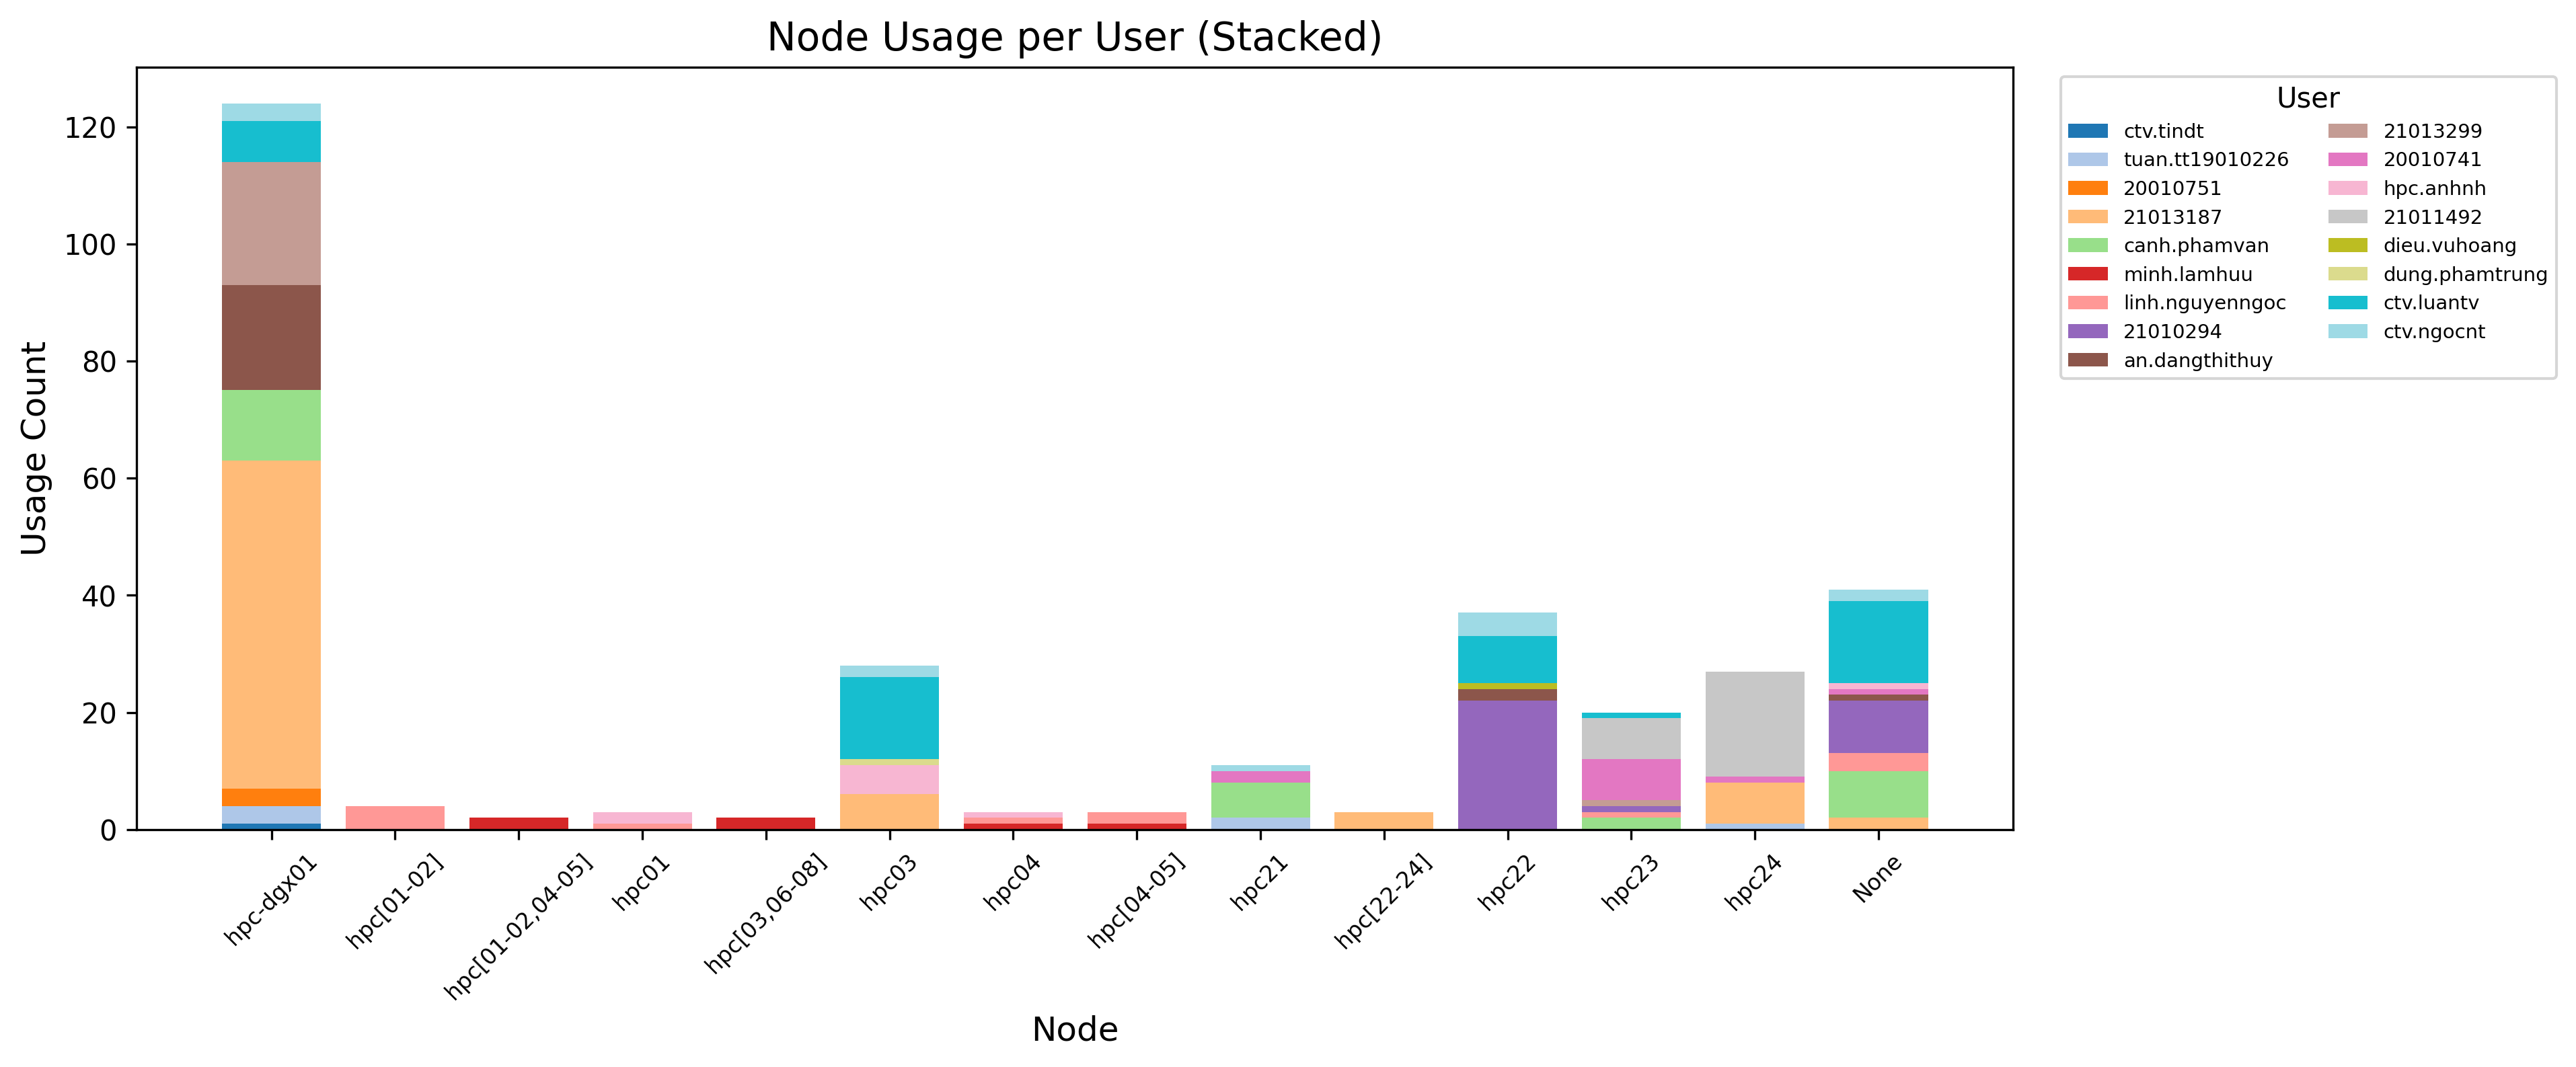 Node Usage per User (Stacked)
Usage Count
120
100
80
60
40
20
0
hpc-dgx01
hpc[01-02]
hpc[01-02,04-05]
hpc01
hpc[03,06-08]
hpc03
hpc04
hpc[04-05]
hpc21
hpc[22-24]
hpc22
hpc23
hpc24
None
Node
User
ctv.tindt
tuan.tt19010226
20010751
21013187
canh.phamvan
minh.lamhuu
linh.nguyenngoc
21010294
an.dangthithuy
21013299
20010741
hpc.anhnh
21011492
dieu.vuhoang
dung.phamtrung
ctv.luantv
ctv.ngocnt